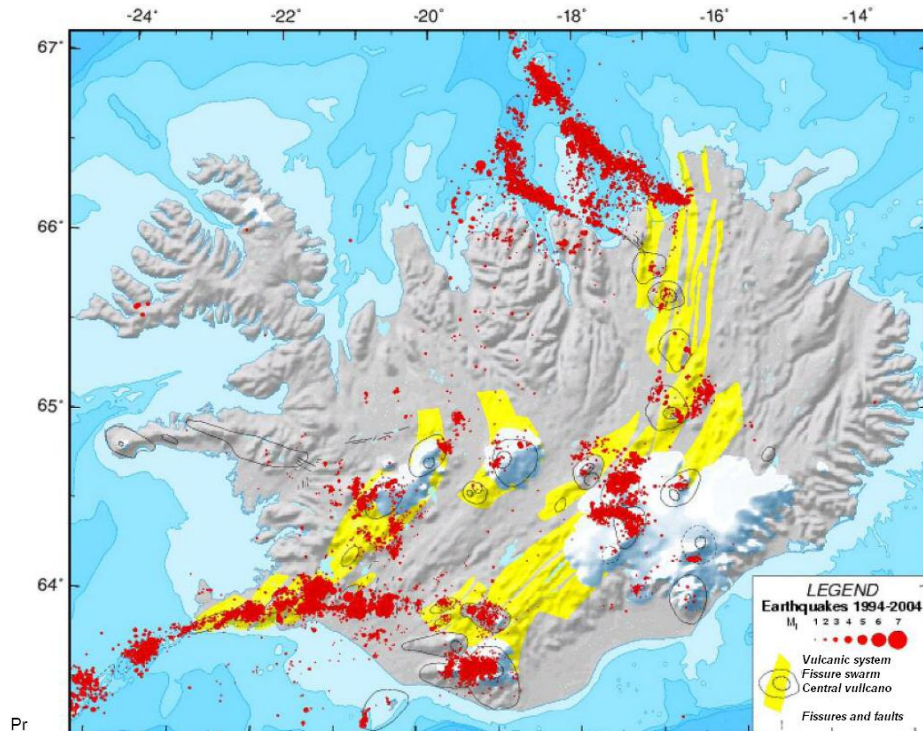 -24˚ -22˚ -20˚ -18˚ -16˚ -14˚
67˚
66˚
65˚
64˚
LEGEND
Earthquakes 1994-2004
Ml 1 2 3 4 5 6 7
Vulcanic system
Fissure swarm
Central vullcano
Fissures and faults
Pr